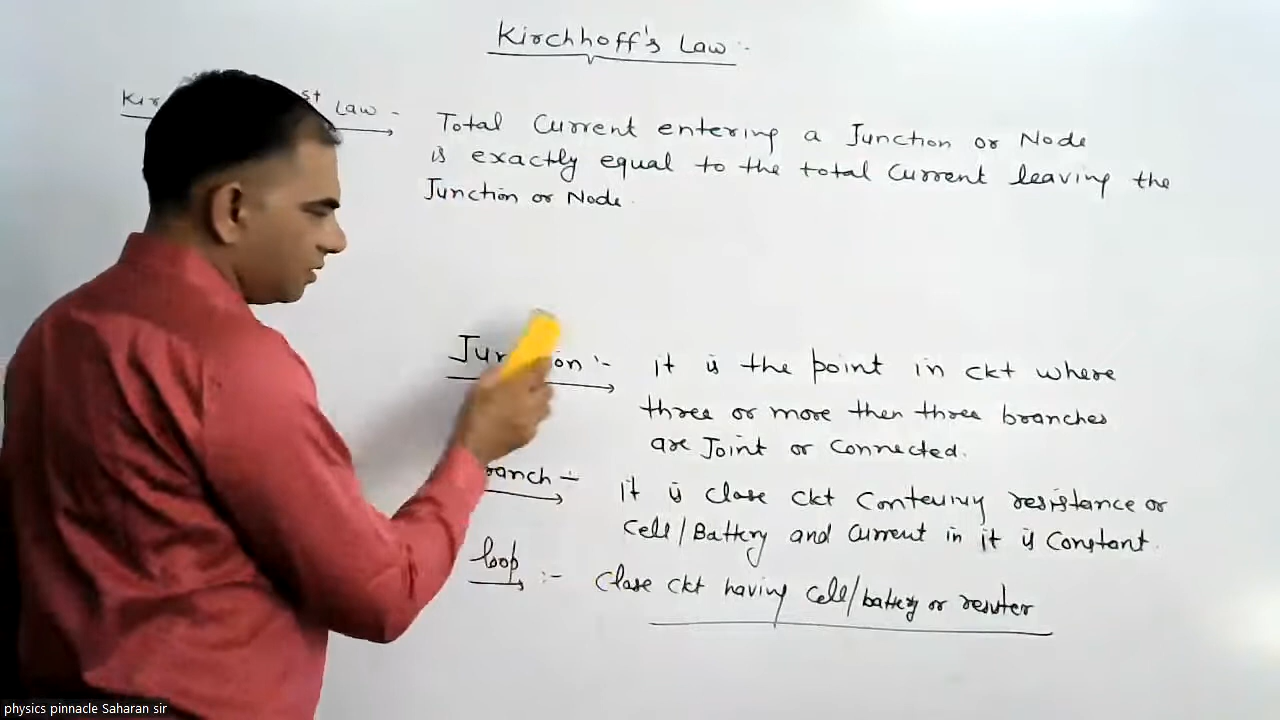 Kirchhoff's Law :-
Kir st Law -
Total Current entering a Junction or Node
is exactly equal to the total Current leaving the
Junction or Node.
Jun on :- it is the point in ckt where
three or more then three branches
are Joint or Connected.
ranch :- it is close ckt Contenuny resistance or
Cell/Battery and Current in it is Constant.
loop :- Close ckt having cell/battery or resister
physics pinnacle Saharan sir